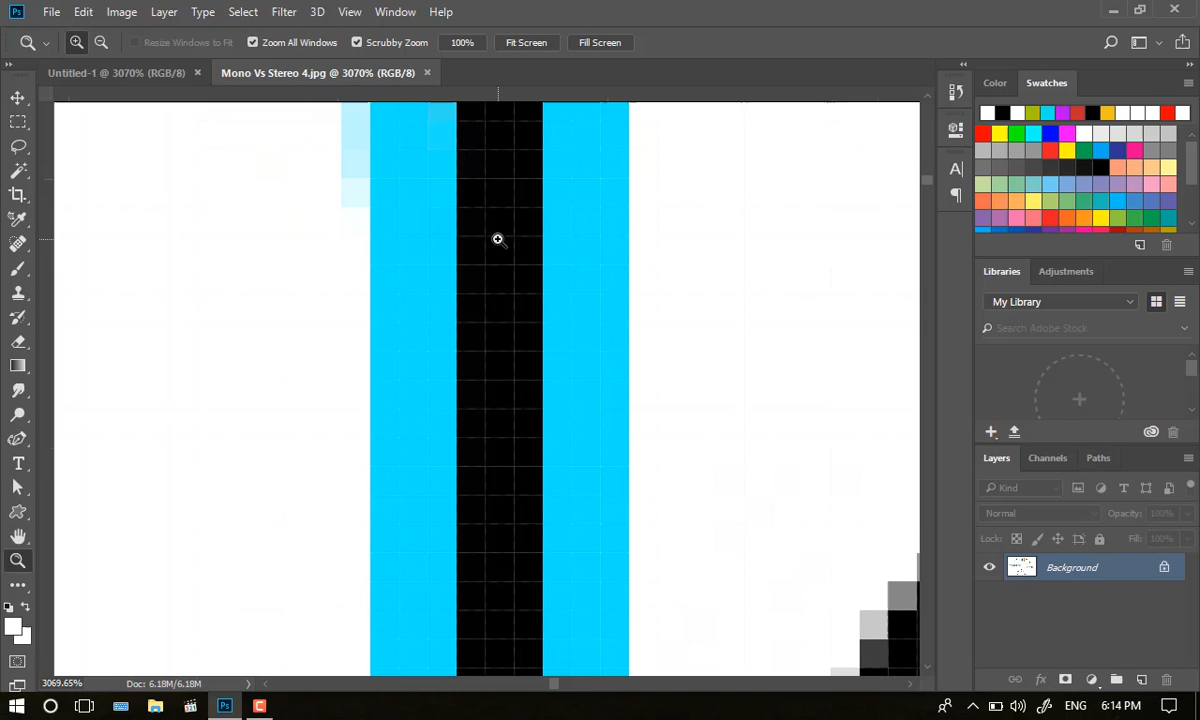 Ps File Edit Image Layer Type Select Filter 3D View Window Help
Resize Windows to Fit Zoom All Windows Scrubby Zoom 100% Fit Screen Fill Screen
Untitled-1 @ 3070% (RGB/8) × Mono Vs Stereo 4.jpg @ 3070% (RGB/8) ×
Color Swatches
Libraries Adjustments
My Library
Search Adobe Stock
Layers Channels Paths
Kind
Normal Opacity: 100%
Lock: Fill: 100%
Background
3069.65% Doc: 6.18M/6.18M
Ps C ENG 6:14 PM